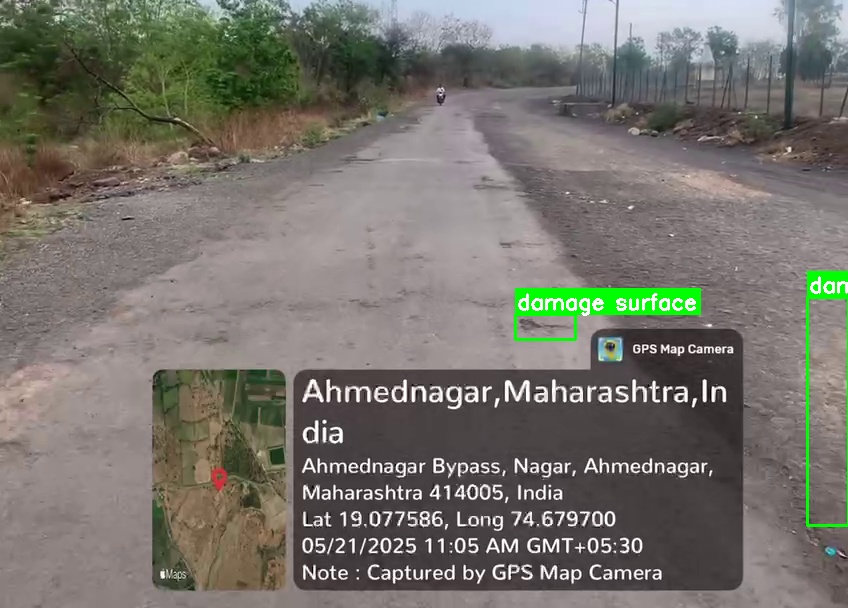 damage surface
dam
GPS Map Camera
Ahmednagar,Maharashtra,In
dia
Ahmednagar Bypass, Nagar, Ahmednagar,
Maharashtra 414005, India
Lat 19.077586, Long 74.679700
05/21/2025 11:05 AM GMT+05:30
Note : Captured by GPS Map Camera
Maps